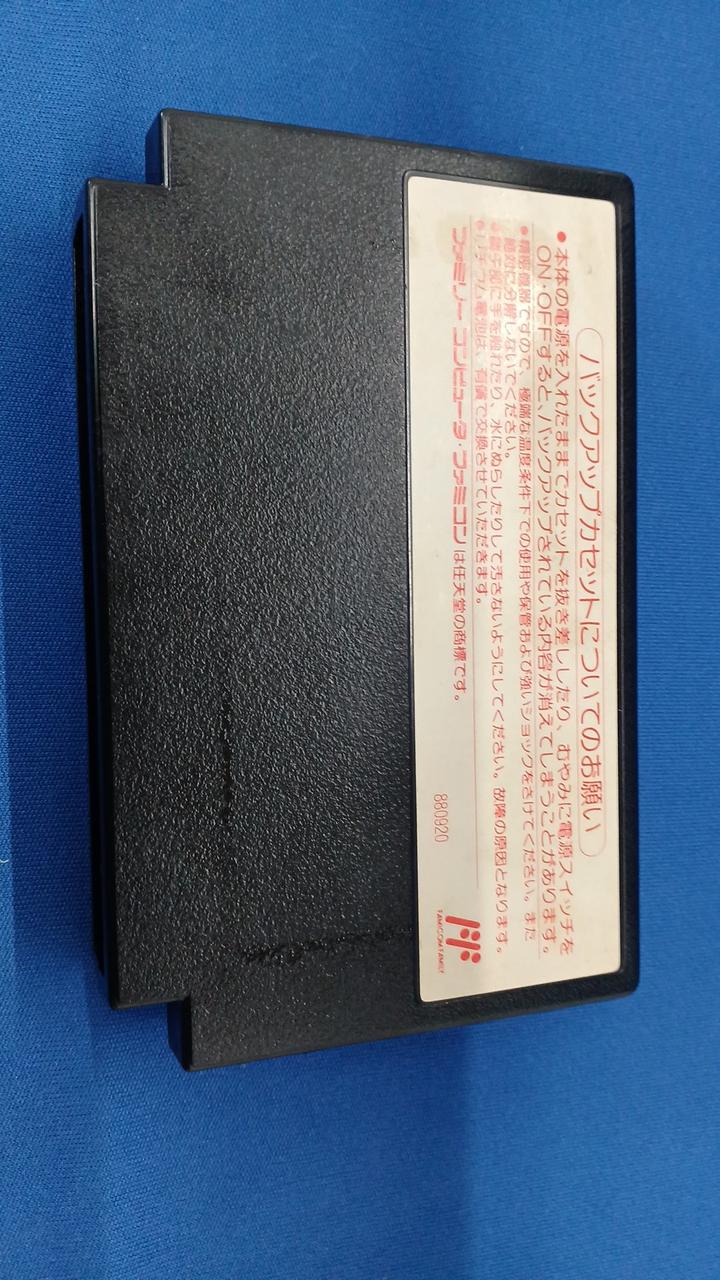 バックアップカセットについてのお願い
●本体の電源を入れたままでカセットを抜き差ししたり、むやみに電源スイッチを
ON・OFFすると、バックアップされている内容が消えてしまうことがあります。
●精密機器ですので、極端な温度条件下での使用や保管および強いショックをさけてください。また
絶対に分解しないでください。
●端子部に手を触れたり、水にぬらしたりして汚さないようにしてください。故障の原因となります。
●リチウム電池は、有償で交換させていただきます。
ファミリーコンピュータ・ファミコンは任天堂の商標です。
880920
FAMICOM FAMILY